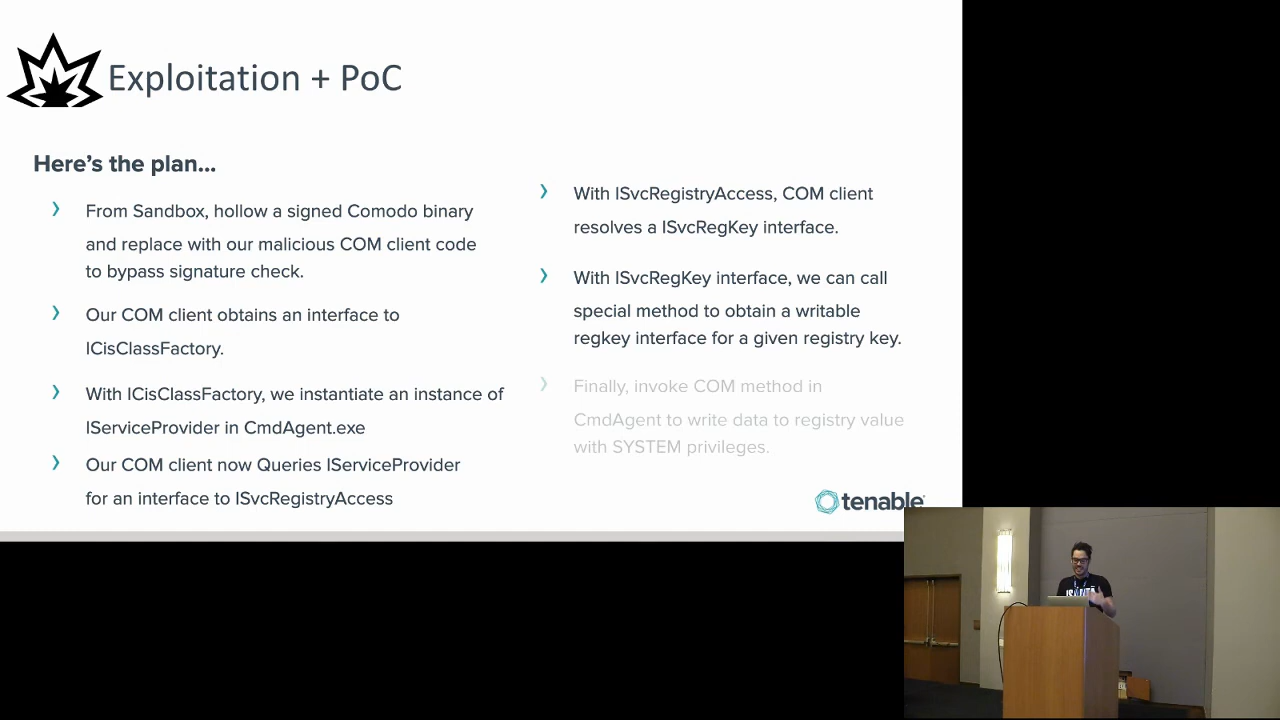 Exploitation + PoC
Here's the plan...
› From Sandbox, hollow a signed Comodo binary
and replace with our malicious COM client code
to bypass signature check.
› Our COM client obtains an interface to
ICisClassFactory.
› With ICisClassFactory, we instantiate an instance of
IServiceProvider in CmdAgent.exe
› Our COM client now Queries IServiceProvider
for an interface to ISvcRegistryAccess
› With ISvcRegistryAccess, COM client
resolves a ISvcRegKey interface.
› With ISvcRegKey interface, we can call
special method to obtain a writable
regkey interface for a given registry key.
› Finally, invoke COM method in
CmdAgent to write data to registry value
with SYSTEM privileges.
tenable